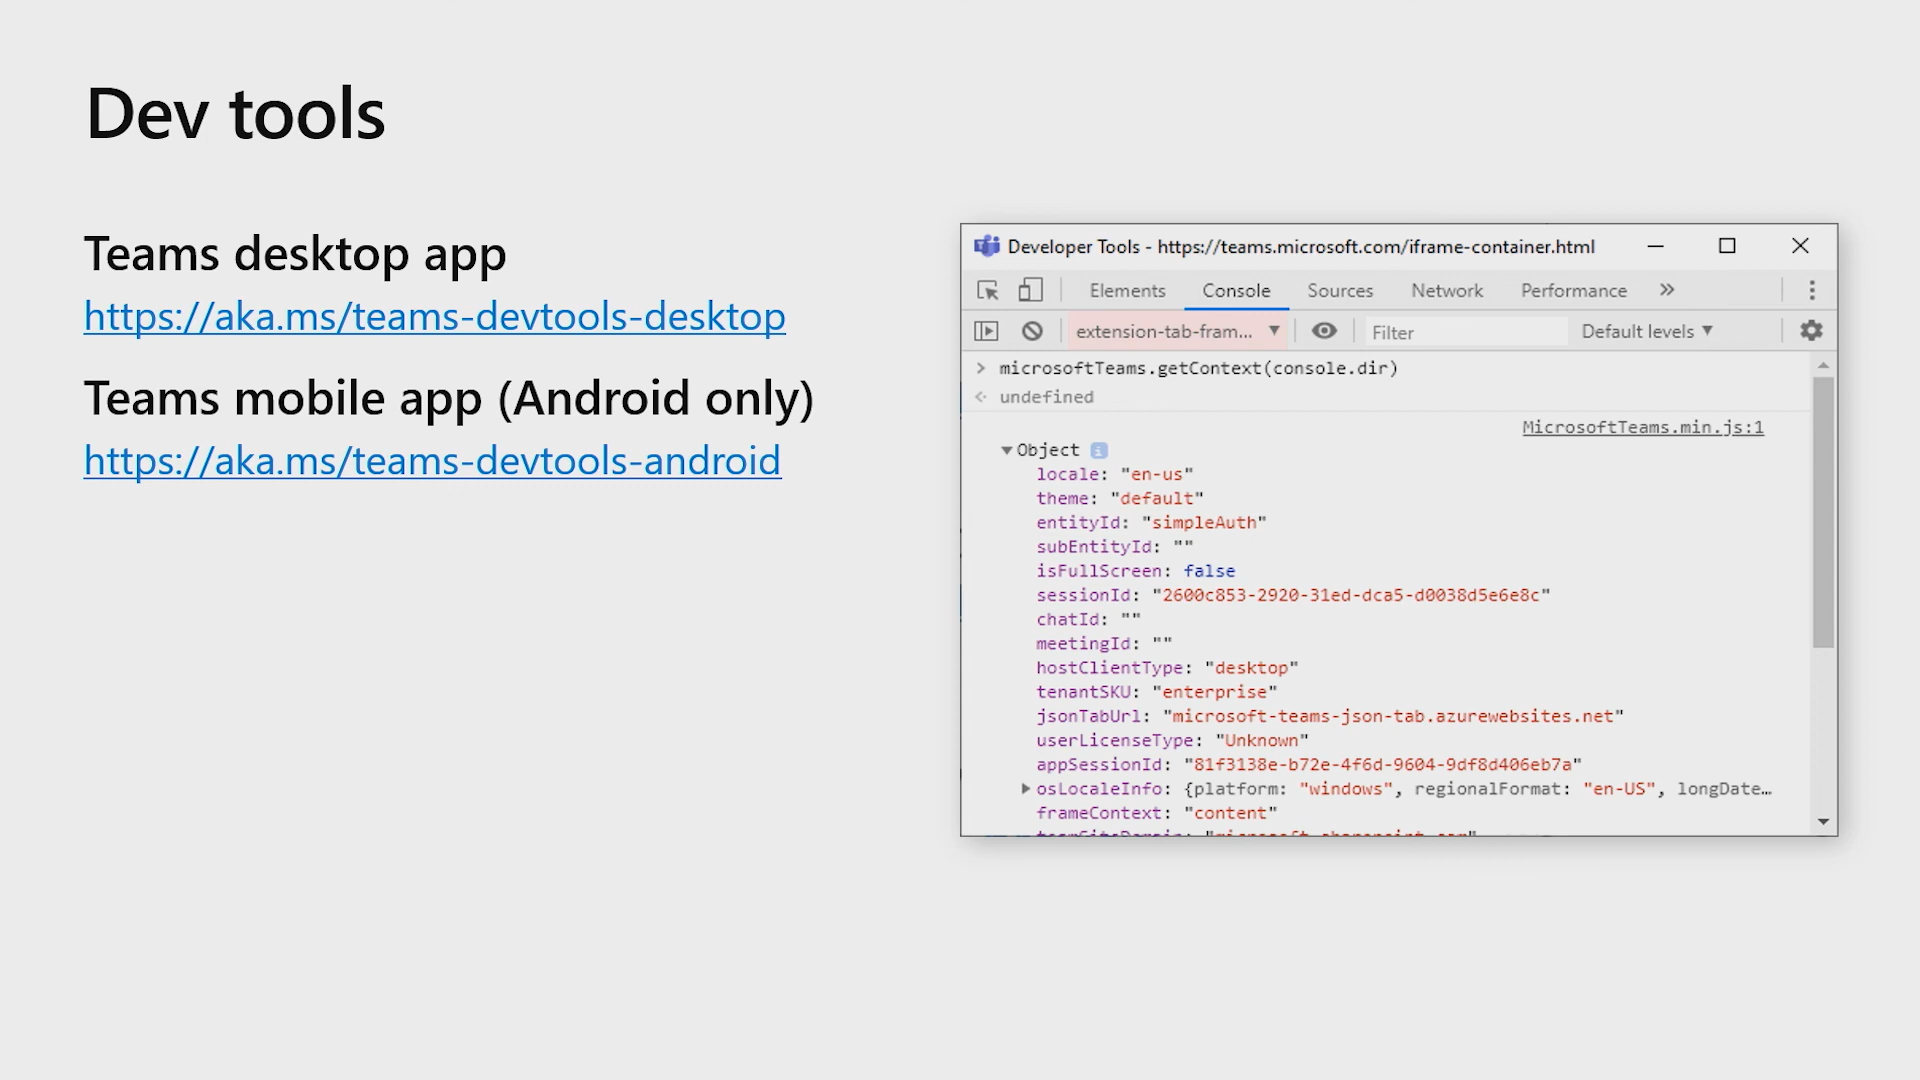 Dev tools
Teams desktop app
https://aka.ms/teams-devtools-desktop
Teams mobile app (Android only)
https://aka.ms/teams-devtools-android
Developer Tools - https://teams.microsoft.com/iframe-container.html
Elements Console Sources Network Performance »
extension-tab-fram... Filter Default levels
> microsoftTeams.getContext(console.dir)
undefined
MicrosoftTeams.min.js:1
Object i
locale: "en-us"
theme: "default"
entityId: "simpleAuth"
subEntityId: ""
isFullScreen: false
sessionId: "2600c853-2920-31ed-dca5-d0038d5e6e8c"
chatId: ""
meetingId: ""
hostClientType: "desktop"
tenantSKU: "enterprise"
jsonTabUrl: "microsoft-teams-json-tab.azurewebsites.net"
userLicenseType: "Unknown"
appSessionId: "81f3138e-b72e-4f6d-9604-9df8d406eb7a"
osLocaleInfo: {platform: "windows", regionalFormat: "en-US", longDate…
frameContext: "content"
teamSiteDomain: "microsoft.sharepoint.com"